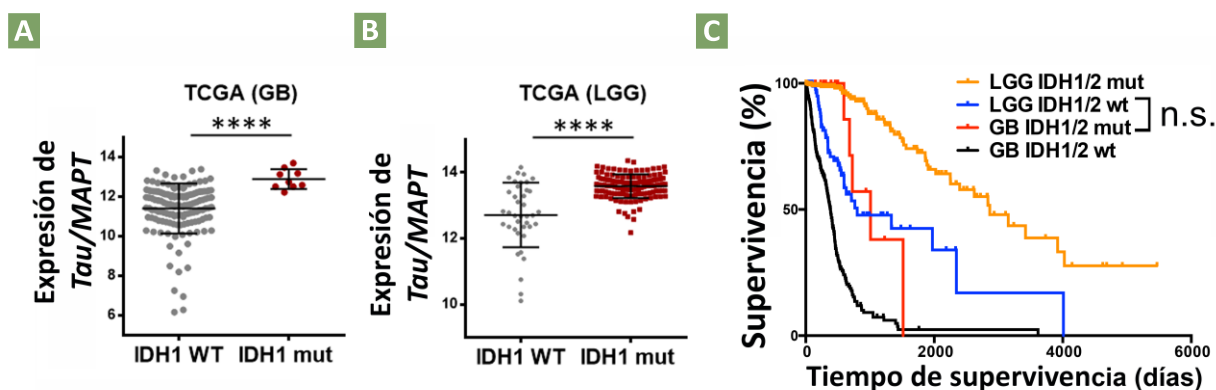 A
TCGA (GB)
****
Expresión de
Tau/MAPT
14
12
10
8
6
IDH1 WT
IDH1 mut
B
TCGA (LGG)
****
Expresión de
Tau/MAPT
14
12
10
IDH1 WT
IDH1 mut
C
LGG IDH1/2 mut
LGG IDH1/2 wt
GB IDH1/2 mut
GB IDH1/2 wt
n.s.
Supervivencia (%)
100
50
0
0
2000
4000
6000
Tiempo de supervivencia (días)